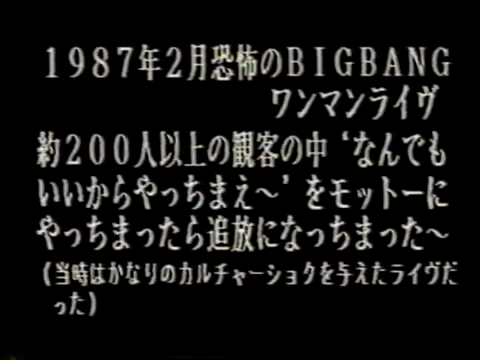 1987年2月恐怖のBIGBANG
ワンマンライヴ
約200人以上の観客の中‘なんでも
いいからやっちまえ～’をモットーに
やっちまったら追放になっちまった～
(当時はかなりのカルチャーショクを与えたライヴだ
った)